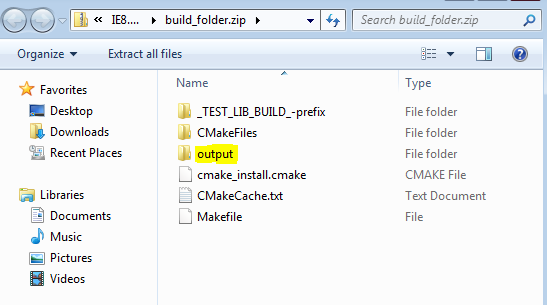 IE8.... build_folder.zip Search build_folder.zip
Organize Extract all files
Name Type
Favorites
Desktop
Downloads
Recent Places
Libraries
Documents
Music
Pictures
Videos
_TEST_LIB_BUILD_-prefix File folder
CMakeFiles File folder
output File folder
cmake_install.cmake CMAKE File
CMakeCache.txt Text Document
Makefile File